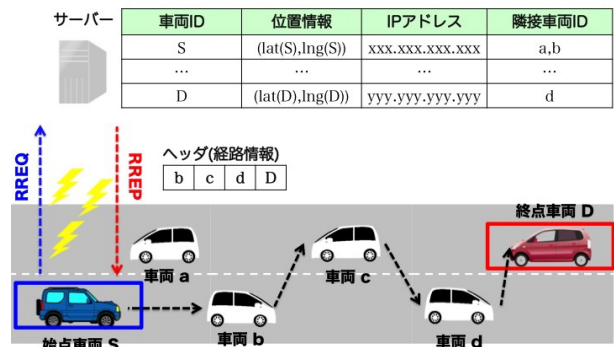 サーバー
車両ID 位置情報 IPアドレス 隣接車両ID
S (lat(S),lng(S)) xxx.xxx.xxx.xxx a,b
... ... ... ...
D (lat(D),lng(D)) yyy.yyy.yyy.yyy d
RREQ
RREP
ヘッダ(経路情報)
b c d D
終点車両 D
車両 a
車両 c
始点車両 S
車両 b
車両 d